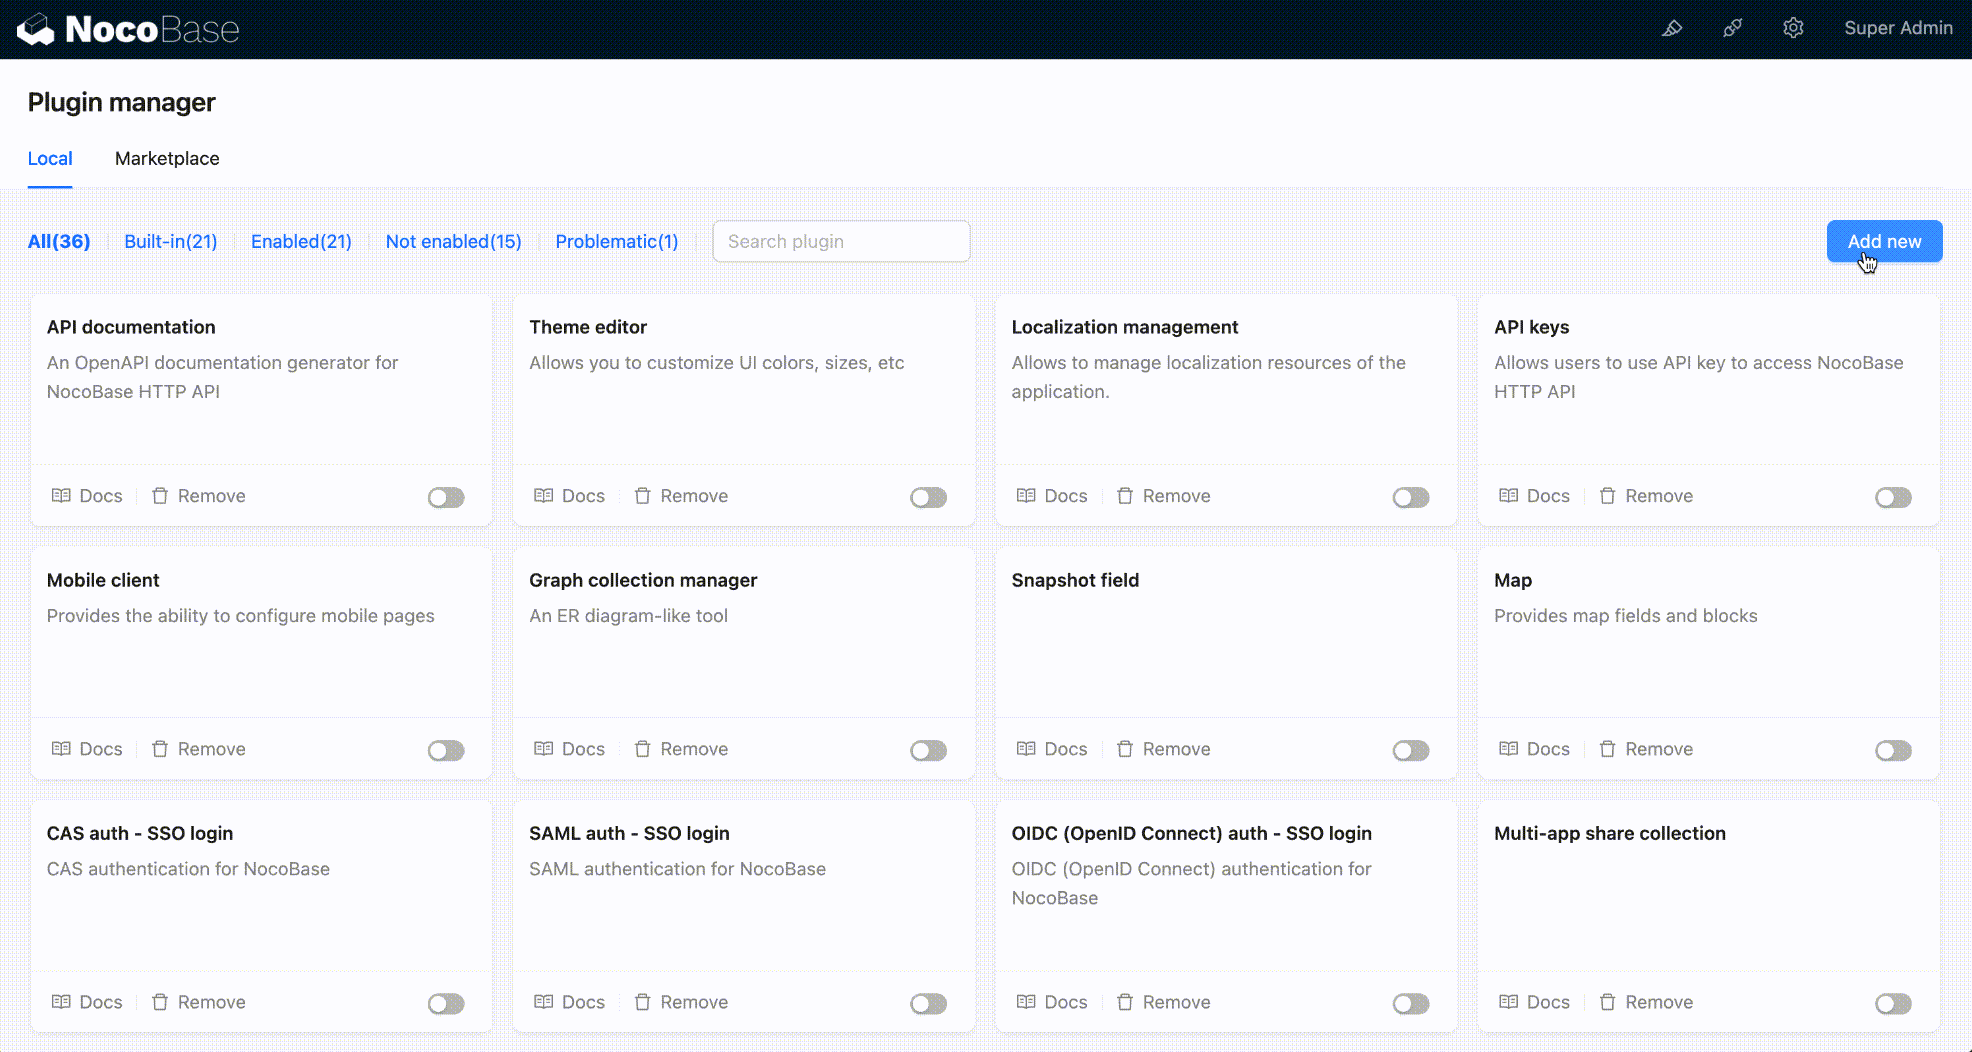 NocoBase
Super Admin
Plugin manager
Local Marketplace
All(36) Built-in(21) Enabled(21) Not enabled(15) Problematic(1) Search plugin Add new
API documentation
An OpenAPI documentation generator for
NocoBase HTTP API
Docs Remove
Theme editor
Allows you to customize UI colors, sizes, etc
Docs Remove
Localization management
Allows to manage localization resources of the
application.
Docs Remove
API keys
Allows users to use API key to access NocoBase
HTTP API
Docs Remove
Mobile client
Provides the ability to configure mobile pages
Docs Remove
Graph collection manager
An ER diagram-like tool
Docs Remove
Snapshot field
Docs Remove
Map
Provides map fields and blocks
Docs Remove
CAS auth - SSO login
CAS authentication for NocoBase
Docs Remove
SAML auth - SSO login
SAML authentication for NocoBase
Docs Remove
OIDC (OpenID Connect) auth - SSO login
OIDC (OpenID Connect) authentication for
NocoBase
Docs Remove
Multi-app share collection
Docs Remove